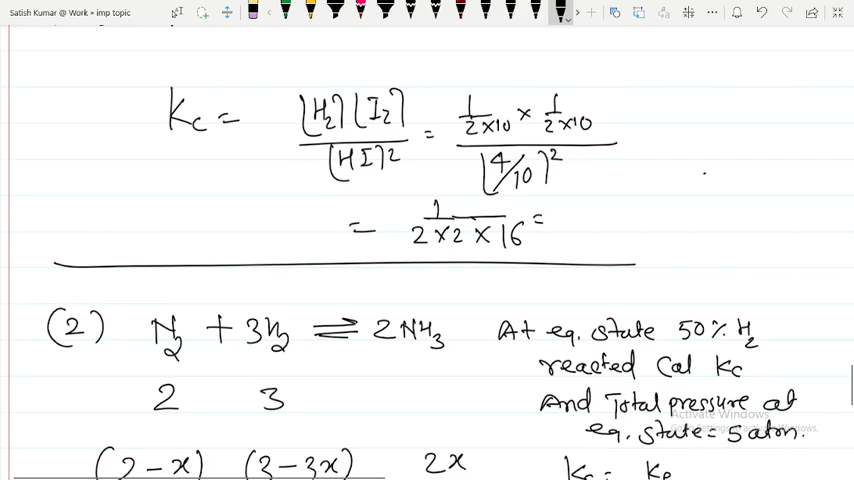 Satish Kumar @ Work » imp topic
Kc = [H2] [I2] / [HI]2 = 1/2×10 × 1/2×10 / [4/10]2
= 1 / 2×2×16 =
(2) N2 + 3H2 ⇌ 2NH3 At eq. state 50% H2
reacted Cal Kc
2 3 And Total pressure at
eq. state = 5 atm.
Activate Windows
(2-x) (3-3x) 2x
Kc = Kp